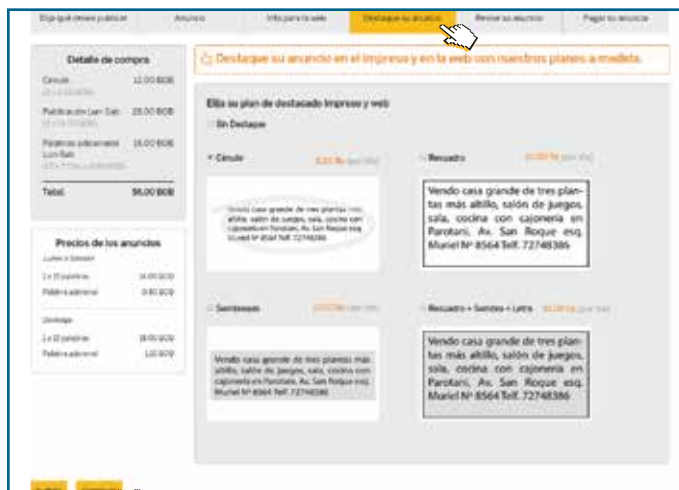 Elija qué desea publicar
Anuncio
Info para la web
Destaque su anuncio
Revise su anuncio
Pagar su anuncio
Detalle de compra
Círculo 12.00 BOB
Publicación Lun-Sab 28.00 BOB
Palabras adicionales 16.00 BOB
Lun-Sab
Total 56.00 BOB
Precios de los anuncios
Lunes a Sábado
Palabra adicional
Domingo
Palabra adicional
Destaque su anuncio en el impreso y en la web con nuestros planes a medida.
Elija su plan de destacado Impreso y web
Sin Destaque
Círculo
Vendo casa grande de tres plantas más
altillo, salón de juegos, sala, cocina con
cajonería en Parotani, Av. San Roque esq.
Muriel Nº 8564 Telf. 72748386
Recuadro
Vendo casa grande de tres plan-
tas más altillo, salón de juegos,
sala, cocina con cajonería en
Parotani, Av. San Roque esq.
Muriel Nº 8564 Telf. 72748386
Sombreado
Vendo casa grande de tres plantas más
altillo, salón de juegos, sala, cocina con
cajonería en Parotani, Av. San Roque esq.
Muriel Nº 8564 Telf. 72748386
Recuadro + Sombra + Letra
Vendo casa grande de tres plan-
tas más altillo, salón de juegos,
sala, cocina con cajonería en
Parotani, Av. San Roque esq.
Muriel Nº 8564 Telf. 72748386